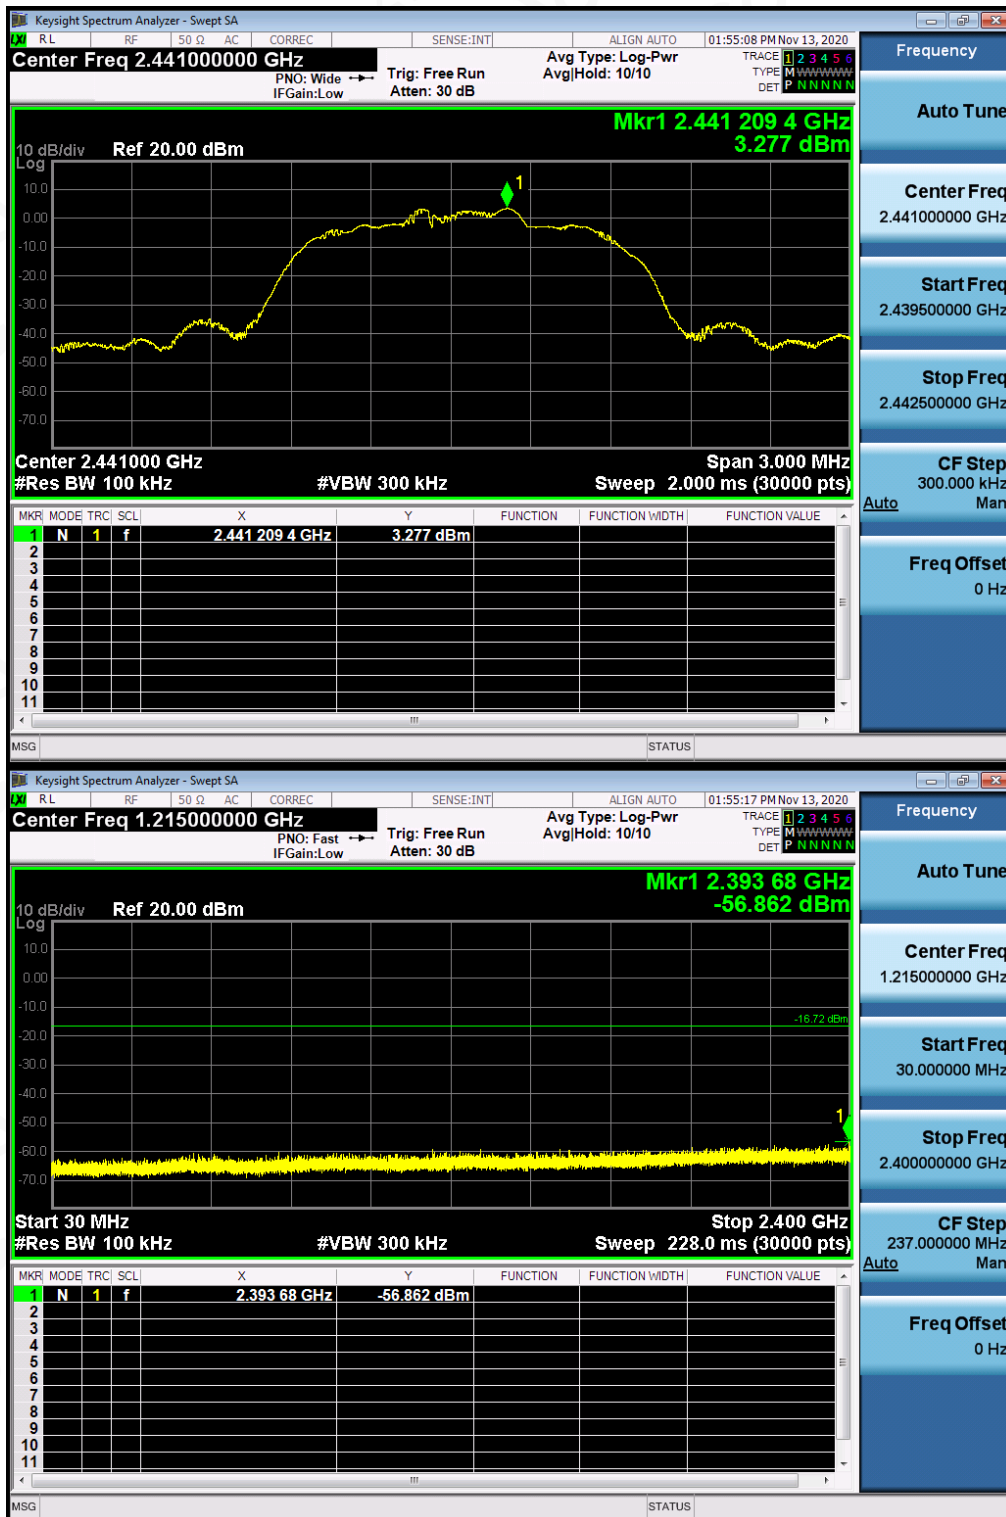 Keysight Spectrum Analyzer - Swept SA
LXI RL RF 50 Ω AC CORREC SENSE:INT ALIGN AUTO 01:55:08 PM Nov 13, 2020
Center Freq 2.441000000 GHz
PNO: Wide
IFGain:Low
Trig: Free Run
Atten: 30 dB
Avg Type: Log-Pwr
Avg|Hold: 10/10
TRACE 1 2 3 4 5 6
TYPE M WWWWW
DET P N N N N N
Mkr1 2.441 209 4 GHz
3.277 dBm
10 dB/div Ref 20.00 dBm
Log
10.0
0.00
-10.0
-20.0
-30.0
-40.0
-50.0
-60.0
-70.0
1
Center 2.441000 GHz Span 3.000 MHz
#Res BW 100 kHz #VBW 300 kHz Sweep 2.000 ms (30000 pts)
MKR MODE TRC SCL X Y FUNCTION FUNCTION WIDTH FUNCTION VALUE
1 N 1 f 2.441 209 4 GHz 3.277 dBm
2
3
4
5
6
7
8
9
10
11
MSG STATUS
Frequency
Auto Tune
Center Freq
2.441000000 GHz
Start Freq
2.439500000 GHz
Stop Freq
2.442500000 GHz
CF Step
300.000 kHz
Auto Man
Freq Offset
0 Hz
Keysight Spectrum Analyzer - Swept SA
LXI RL RF 50 Ω AC CORREC SENSE:INT ALIGN AUTO 01:55:17 PM Nov 13, 2020
Center Freq 1.215000000 GHz
PNO: Fast
IFGain:Low
Trig: Free Run
Atten: 30 dB
Avg Type: Log-Pwr
Avg|Hold: 10/10
TRACE 1 2 3 4 5 6
TYPE M WWWWW
DET P N N N N N
Mkr1 2.393 68 GHz
-56.862 dBm
10 dB/div Ref 20.00 dBm
Log
10.0
0.00
-10.0
-20.0
-30.0
-40.0
-50.0
-60.0
-70.0
-16.72 dBm
1
Start 30 MHz Stop 2.400 GHz
#Res BW 100 kHz #VBW 300 kHz Sweep 228.0 ms (30000 pts)
MKR MODE TRC SCL X Y FUNCTION FUNCTION WIDTH FUNCTION VALUE
1 N 1 f 2.393 68 GHz -56.862 dBm
2
3
4
5
6
7
8
9
10
11
MSG STATUS
Frequency
Auto Tune
Center Freq
1.215000000 GHz
Start Freq
30.000000 MHz
Stop Freq
2.400000000 GHz
CF Step
237.000000 MHz
Auto Man
Freq Offset
0 Hz